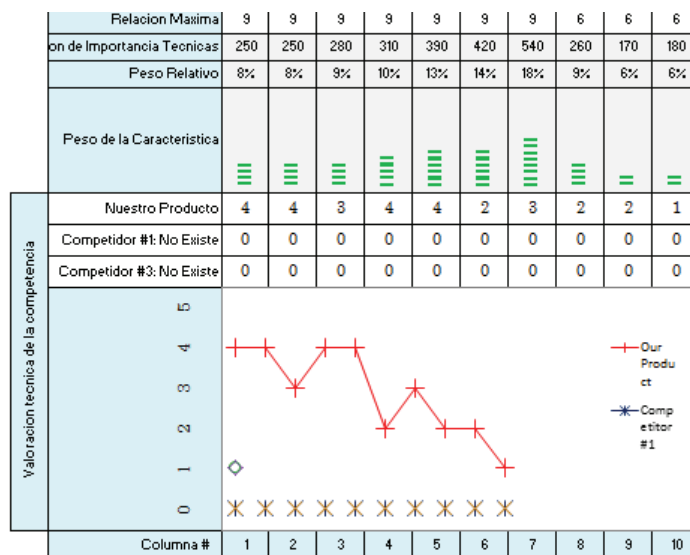 Relacion Maxima 9 9 9 9 9 9 9 6 6 6
on de Importancia Tecnicas 250 250 280 310 390 420 540 260 170 180
Peso Relativo 8% 8% 9% 10% 13% 14% 18% 9% 6% 6%
Peso de la Caracteristica
Valoracion tecnica de la competencia
Nuestro Producto 4 4 3 4 4 2 3 2 2 1
Competidor #1: No Existe 0 0 0 0 0 0 0 0 0 0
Competidor #3: No Existe 0 0 0 0 0 0 0 0 0 0
5
4
3
2
1
0
Our
Produ
ct
Comp
etitor
#1
Columna # 1 2 3 4 5 6 7 8 9 10